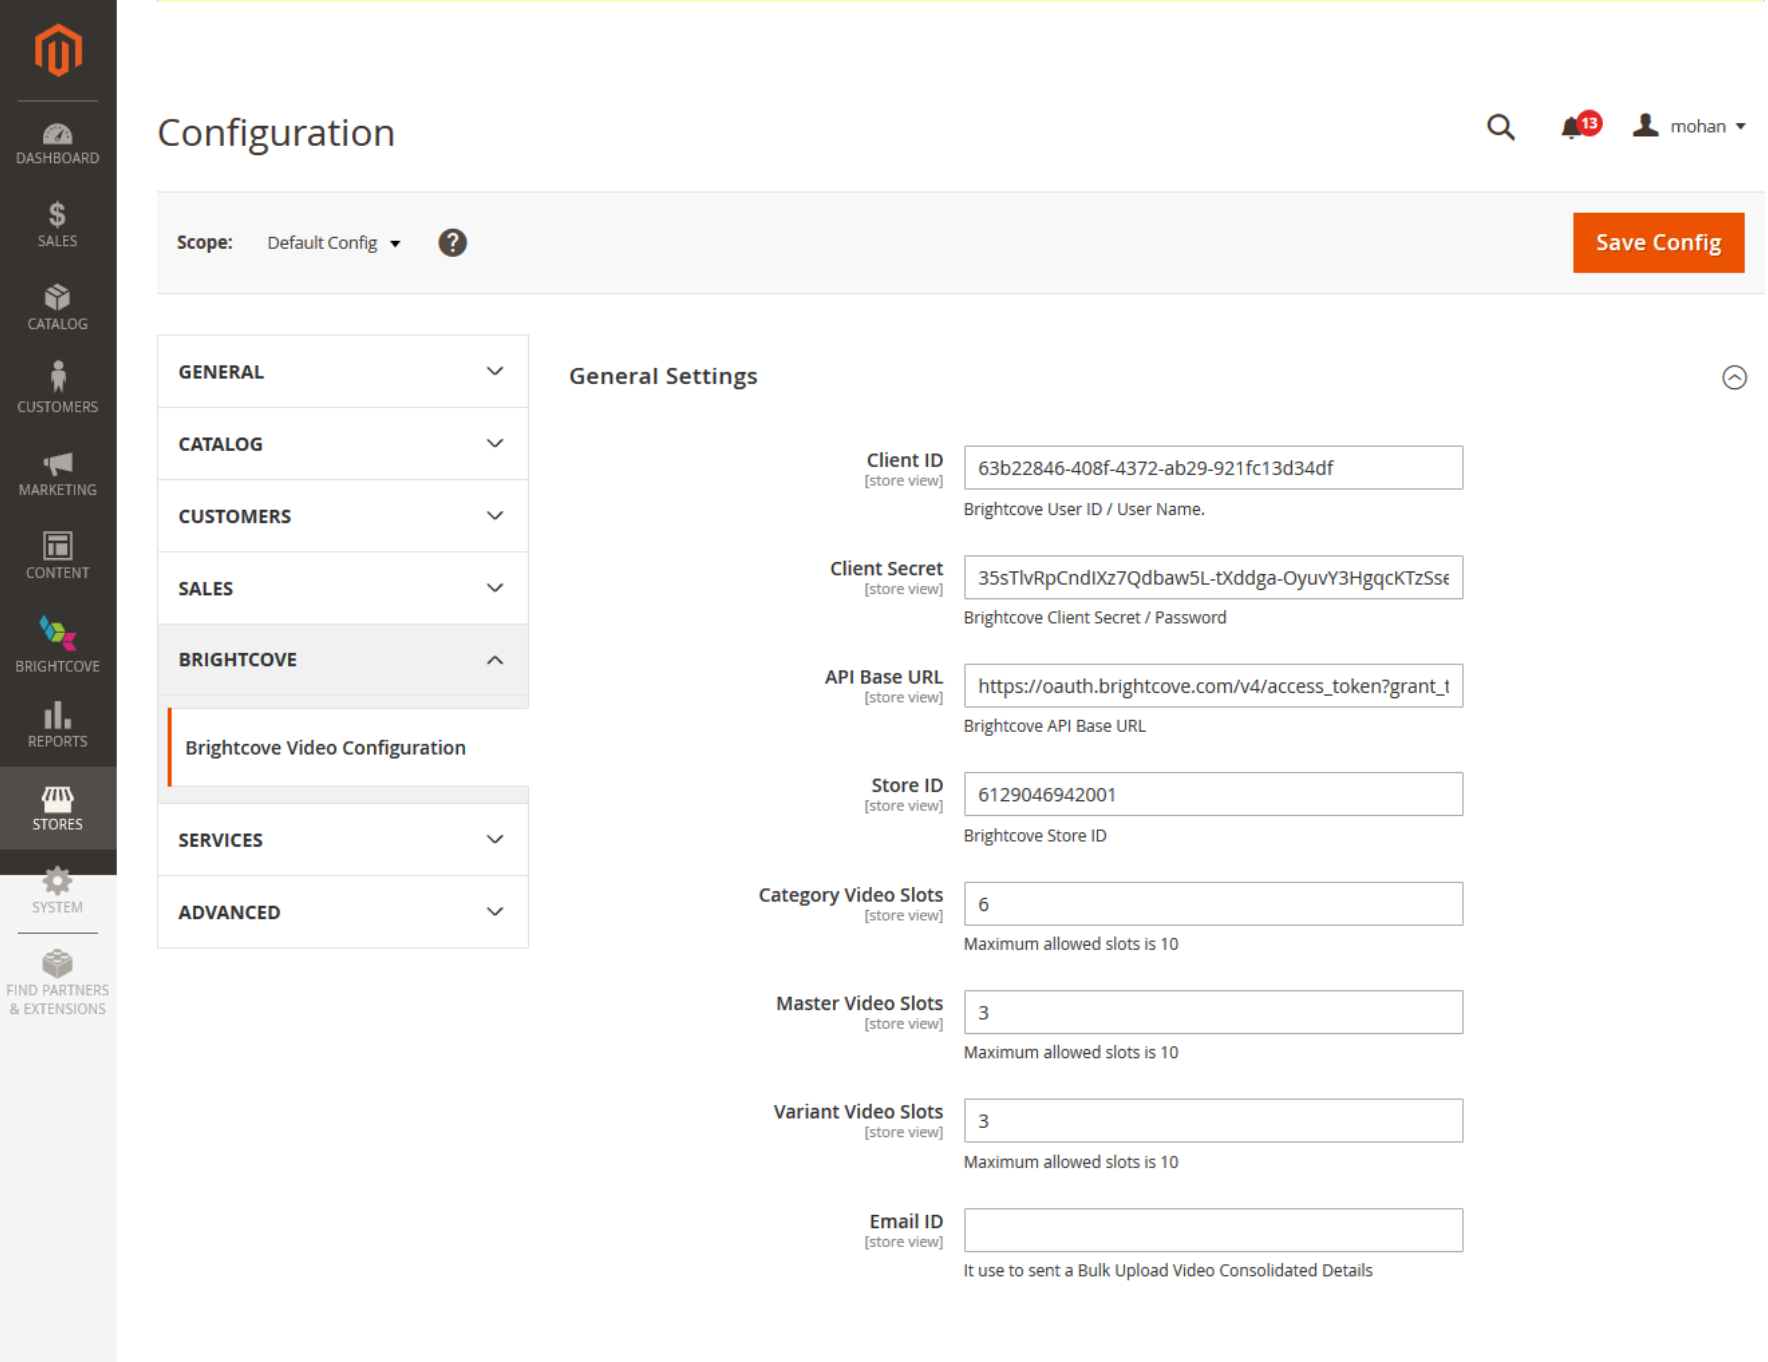 DASHBOARD
SALES
CATALOG
CUSTOMERS
MARKETING
CONTENT
BRIGHTCOVE
REPORTS
STORES
SYSTEM
FIND PARTNERS
& EXTENSIONS
Configuration
13
mohan
Scope:
Default Config
?
Save Config
GENERAL
CATALOG
CUSTOMERS
SALES
BRIGHTCOVE
Brightcove Video Configuration
SERVICES
ADVANCED
General Settings
Client ID
[store view]
63b22846-408f-4372-ab29-921fc13d34df
Brightcove User ID / User Name.
Client Secret
[store view]
35sTlvRpCndIXz7Qdbaw5L-tXddga-OyuvY3HgqcKTzSse
Brightcove Client Secret / Password
API Base URL
[store view]
https://oauth.brightcove.com/v4/access_token?grant_t
Brightcove API Base URL
Store ID
[store view]
6129046942001
Brightcove Store ID
Category Video Slots
[store view]
6
Maximum allowed slots is 10
Master Video Slots
[store view]
3
Maximum allowed slots is 10
Variant Video Slots
[store view]
3
Maximum allowed slots is 10
Email ID
[store view]
It use to sent a Bulk Upload Video Consolidated Details